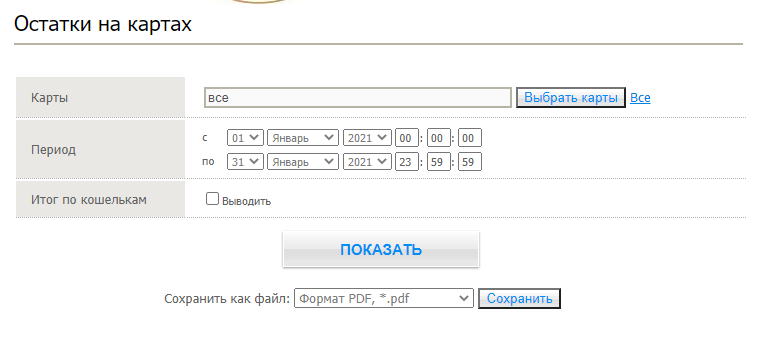 Остатки на картах
Карты все Выбрать карты Все
Период
с 01 Январь 2021 00 : 00 : 00
по 31 Январь 2021 23 : 59 : 59
Итог по кошелькам Выводить
ПОКАЗАТЬ
Сохранить как файл: Формат PDF, *.pdf Сохранить